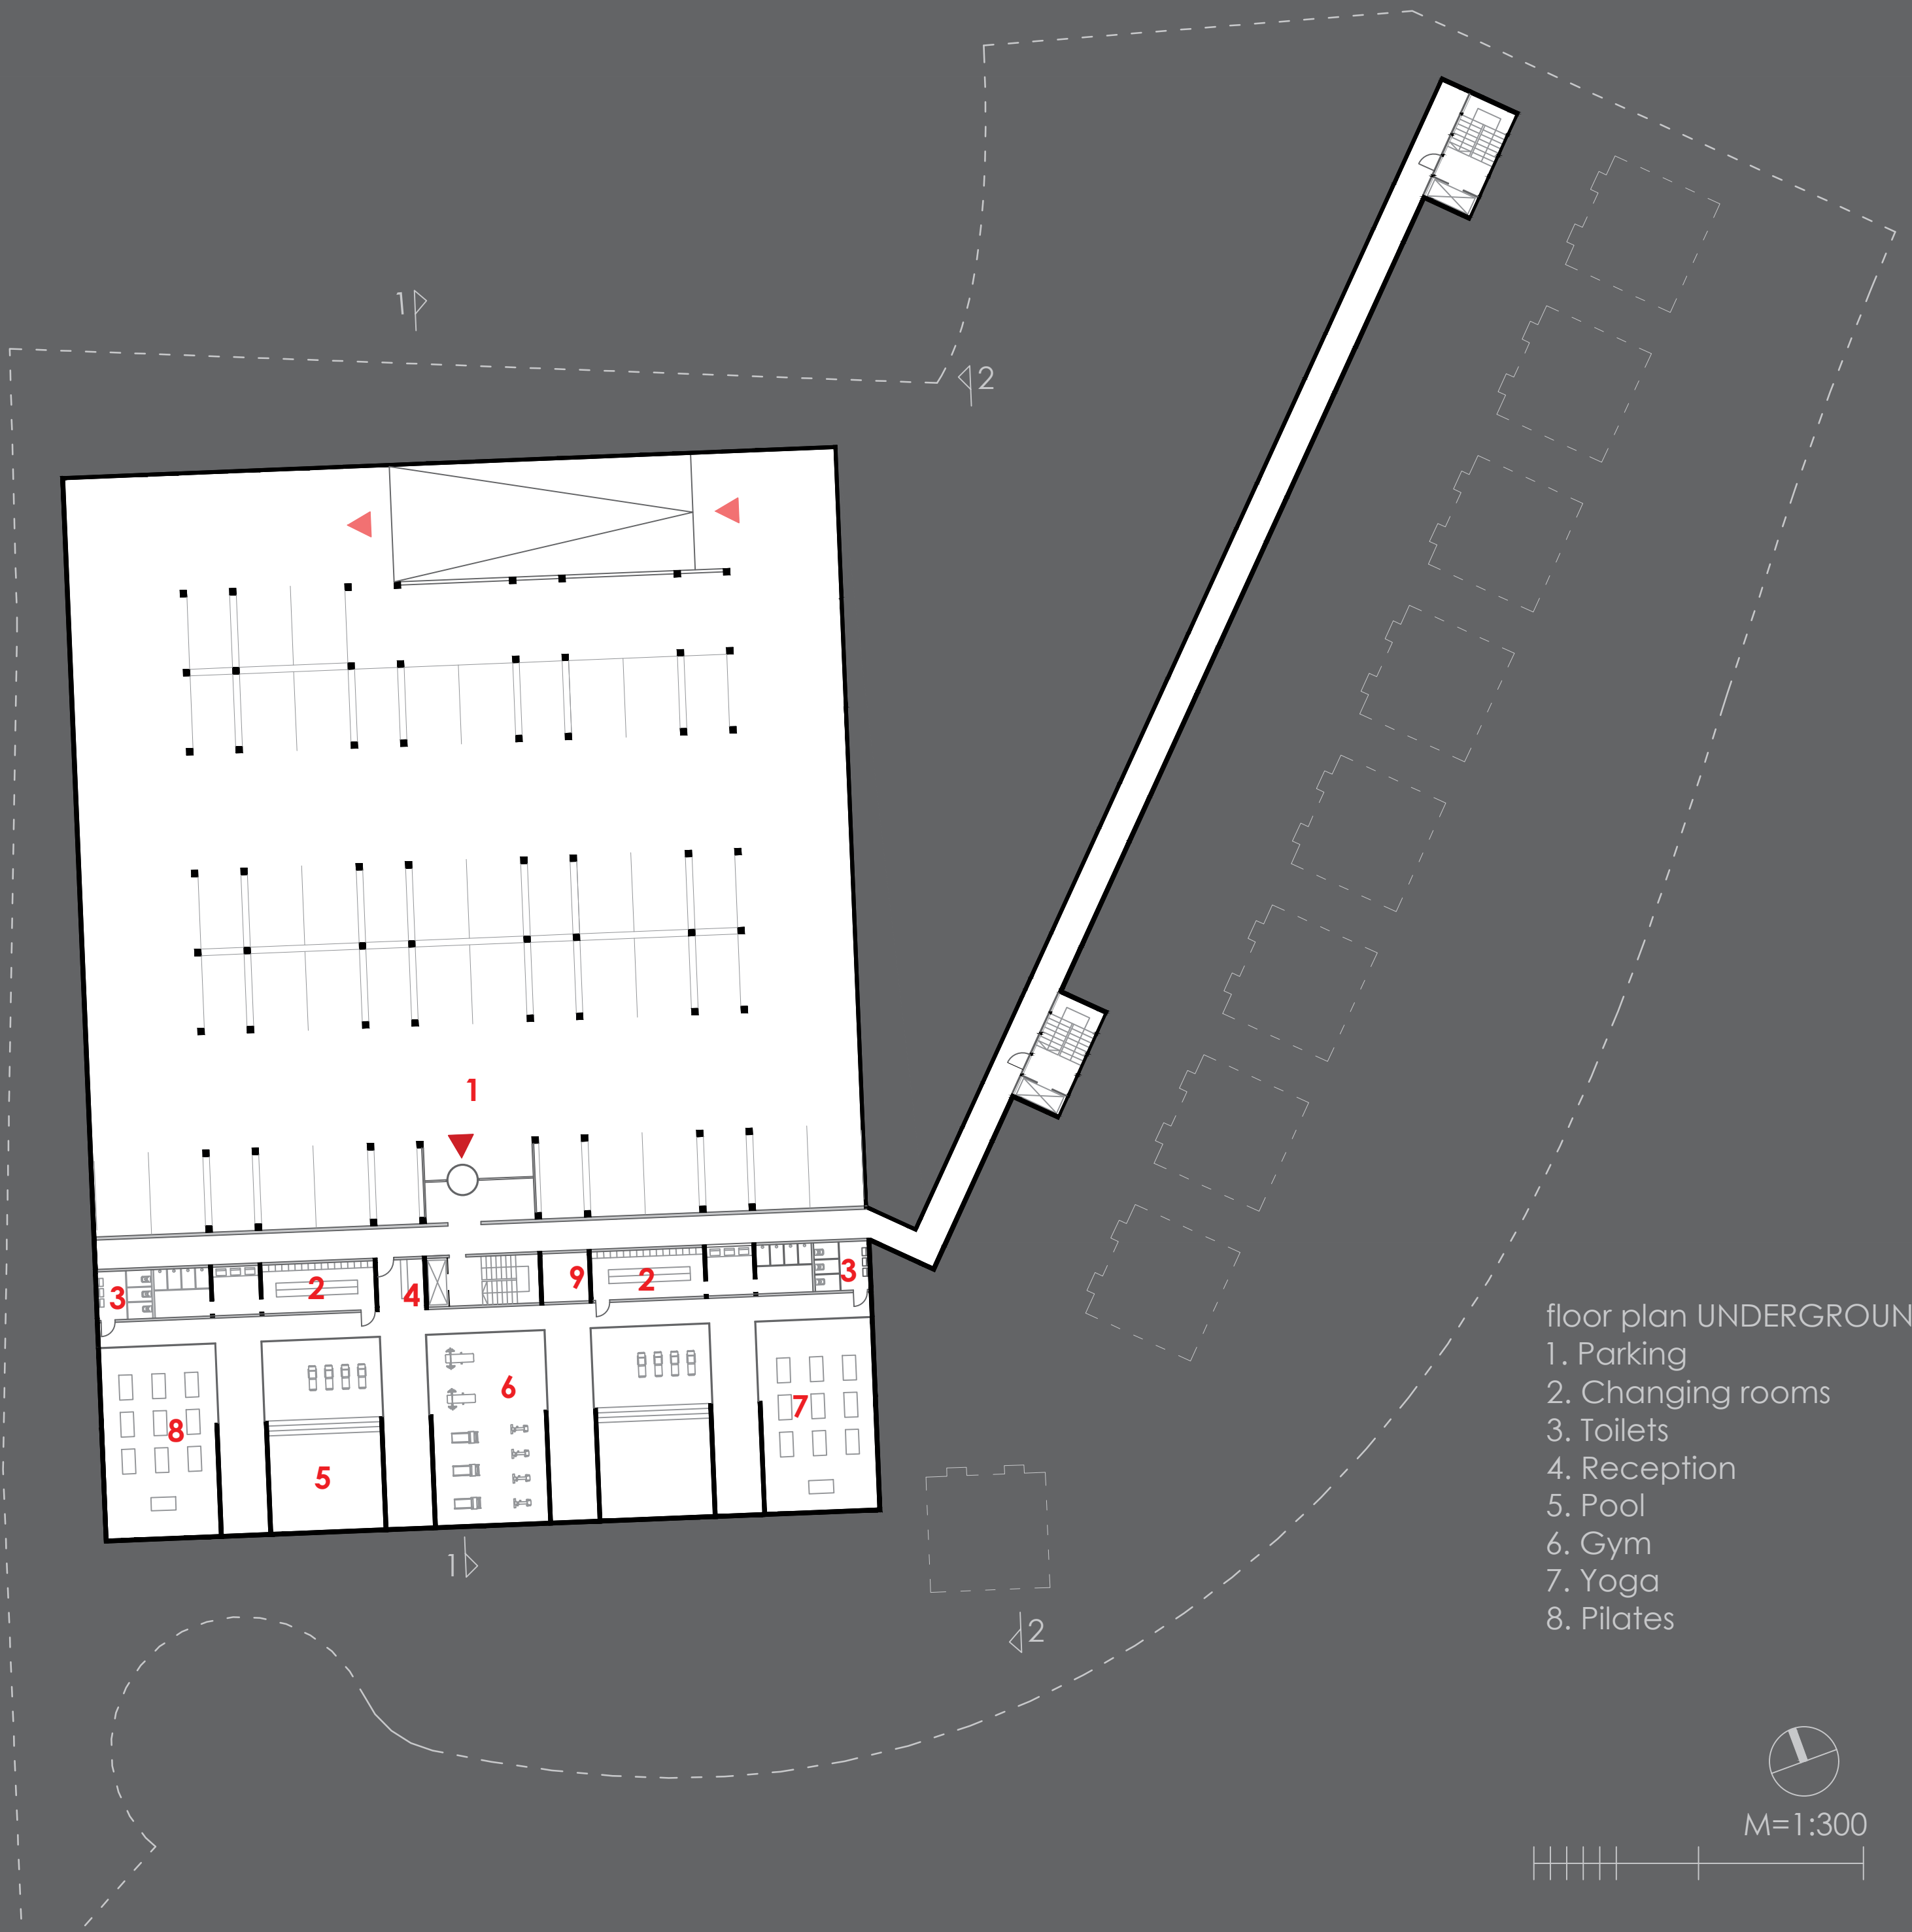 1
2
1
3
2
4
9
2
3
6
7
8
5
1
2
floor plan UNDERGROUN
1. Parking
2. Changing rooms
3. Toilets
4. Reception
5. Pool
6. Gym
7. Yoga
8. Pilates
M=1:300